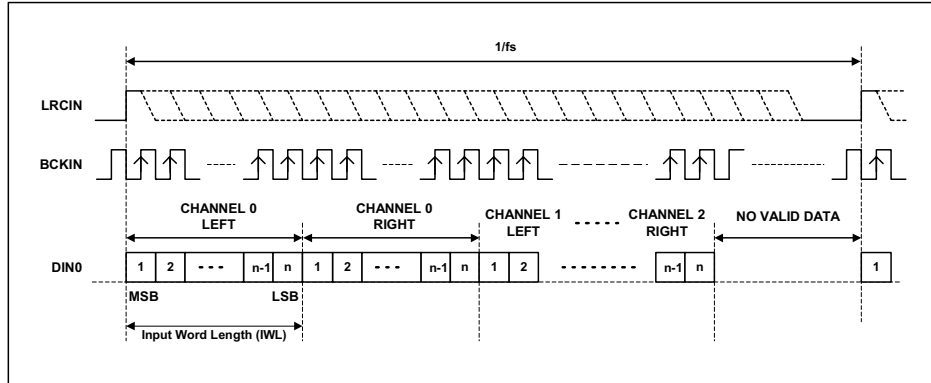 1/fs
LRCIN
BCKIN
CHANNEL 0
LEFT
CHANNEL 0
RIGHT
CHANNEL 1
LEFT
CHANNEL 2
RIGHT
NO VALID DATA
DIN0
1 2 n-1 n 1 2 n-1 n 1 2 n-1 n 1
MSB LSB
Input Word Length (IWL)